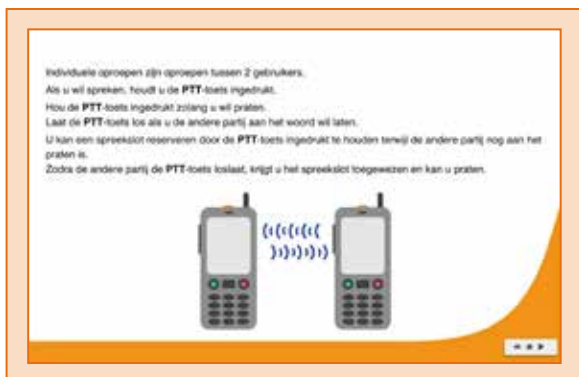 Individuele oproepen zijn oproepen tussen 2 gebruikers.
Als u wil spreken, houdt u de PTT-toets ingedrukt.
Hou de PTT-toets ingedrukt zolang u wil praten.
Laat de PTT-toets los als u de andere partij aan het woord wil laten.
U kan een spreekslot reserveren door de PTT-toets ingedrukt te houden terwijl de andere partij nog aan het
praten is.
Zodra de andere partij de PTT-toets loslaat, krijgt u het spreekslot toegewezen en kan u praten.